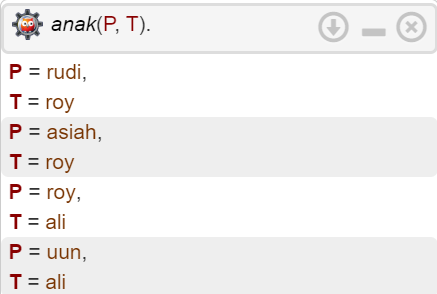 anak(P, T).
P = rudi,
T = roy
P = asiah,
T = roy
P = roy,
T = ali
P = uun,
T = ali